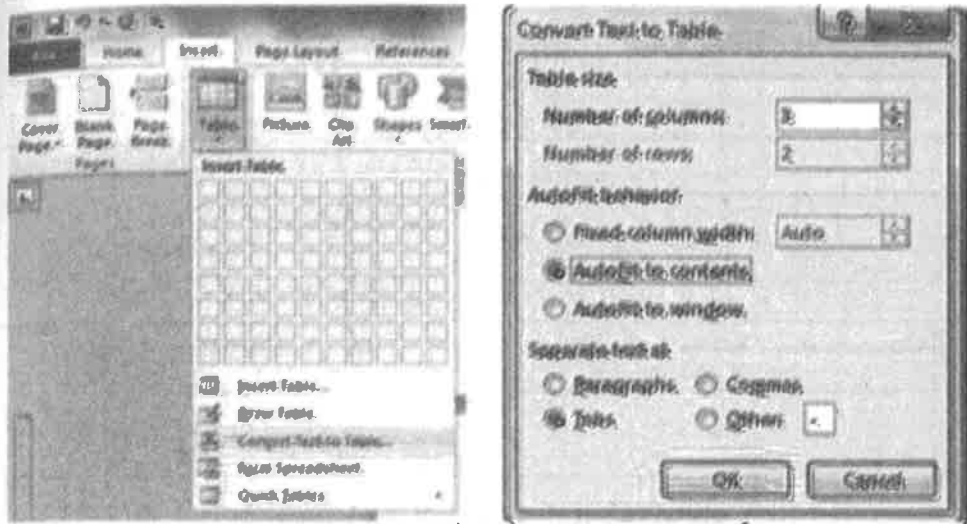 Home Insert Page Layout References
Cover Page Blank Page Page Break Table Picture Clip Art Shapes
Pages
Insert Table
Insert Table...
Draw Table
Convert Text to Table...
Excel Spreadsheet
Quick Tables
Convert Text to Table
Table size
Number of columns:
Number of rows: 2
AutoFit behavior
Fixed column width: Auto
AutoFit to contents
AutoFit to window
Separate text at
Paragraphs Commas
Tabs Other:
OK Cancel